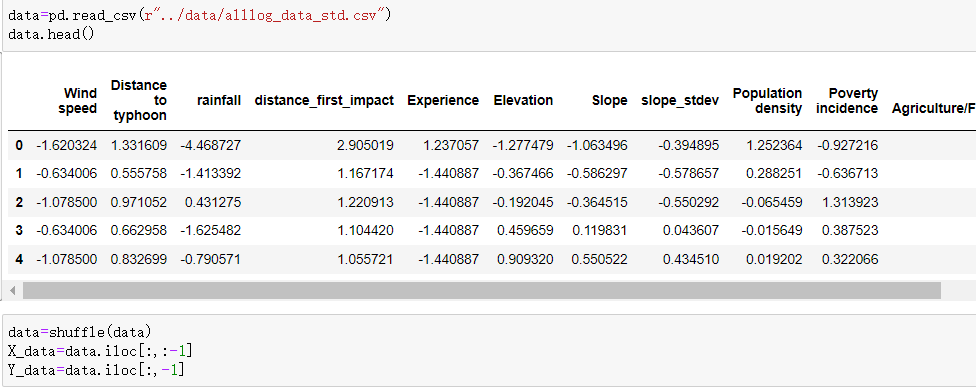 data=pd.read_csv(r"../data/alllog_data_std.csv")
data.head()
Wind speed Distance to typhoon rainfall distance_first_impact Experience Elevation Slope slope_stdev Population density Poverty incidence Agriculture/F
0 -1.620324 1.331609 -4.468727 2.905019 1.237057 -1.277479 -1.063496 -0.394895 1.252364 -0.927216
1 -0.634006 0.555758 -1.413392 1.167174 -1.440887 -0.367466 -0.586297 -0.578657 0.288251 -0.636713
2 -1.078500 0.971052 0.431275 1.220913 -1.440887 -0.192045 -0.364515 -0.550292 -0.065459 1.313923
3 -0.634006 0.662958 -1.625482 1.104420 -1.440887 0.459659 0.119831 0.043607 -0.015649 0.387523
4 -1.078500 0.832699 -0.790571 1.055721 -1.440887 0.909320 0.550522 0.434510 0.019202 0.322066
data=shuffle(data)
X_data=data.iloc[:,:-1]
Y_data=data.iloc[:,-1]